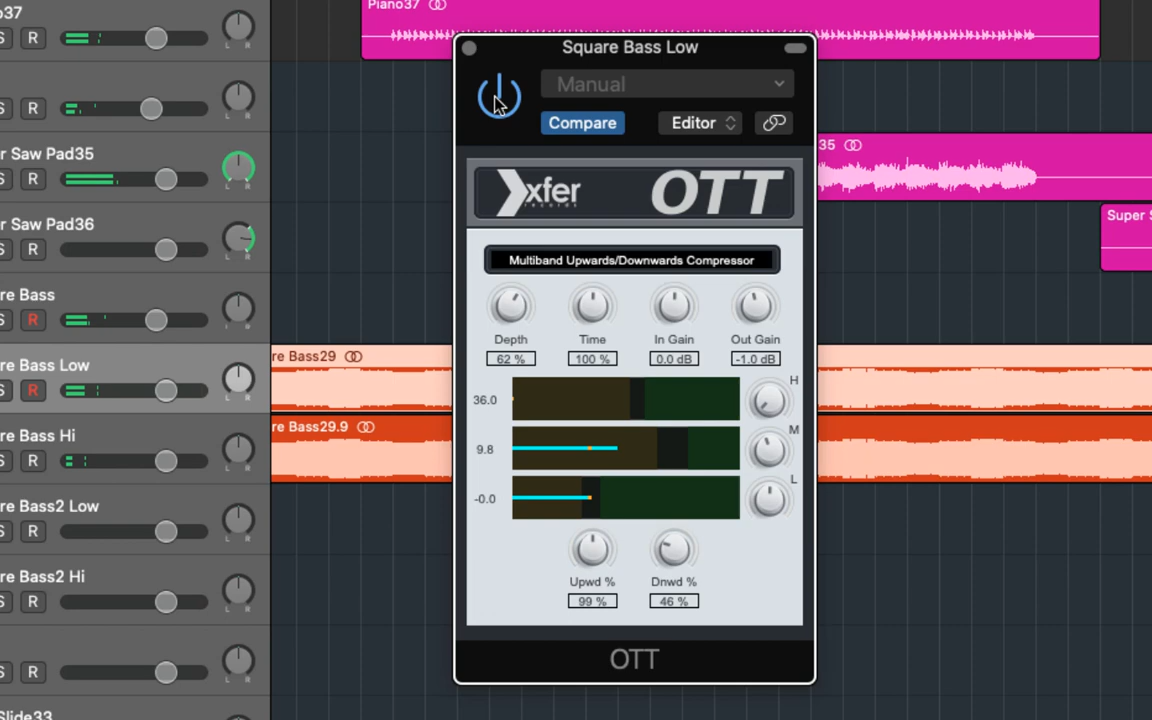 o37
S R
L R
S R
L R
r Saw Pad35
S R
L R
r Saw Pad36
S R
L R
re Bass
S R
L R
re Bass Low
S R
L R
re Bass Hi
S R
L R
re Bass2 Low
S R
L R
re Bass2 Hi
S R
L R
S R
L R
Slide33
Piano37
35
Super S
re Bass29
re Bass29.9
Square Bass Low
Manual
Compare Editor
xfer records OTT
Multiband Upwards/Downwards Compressor
Depth Time In Gain Out Gain
62 % 100 % 0.0 dB -1.0 dB
36.0 H
9.8 M
-0.0 L
Upwd % Dnwd %
99 % 46 %
OTT